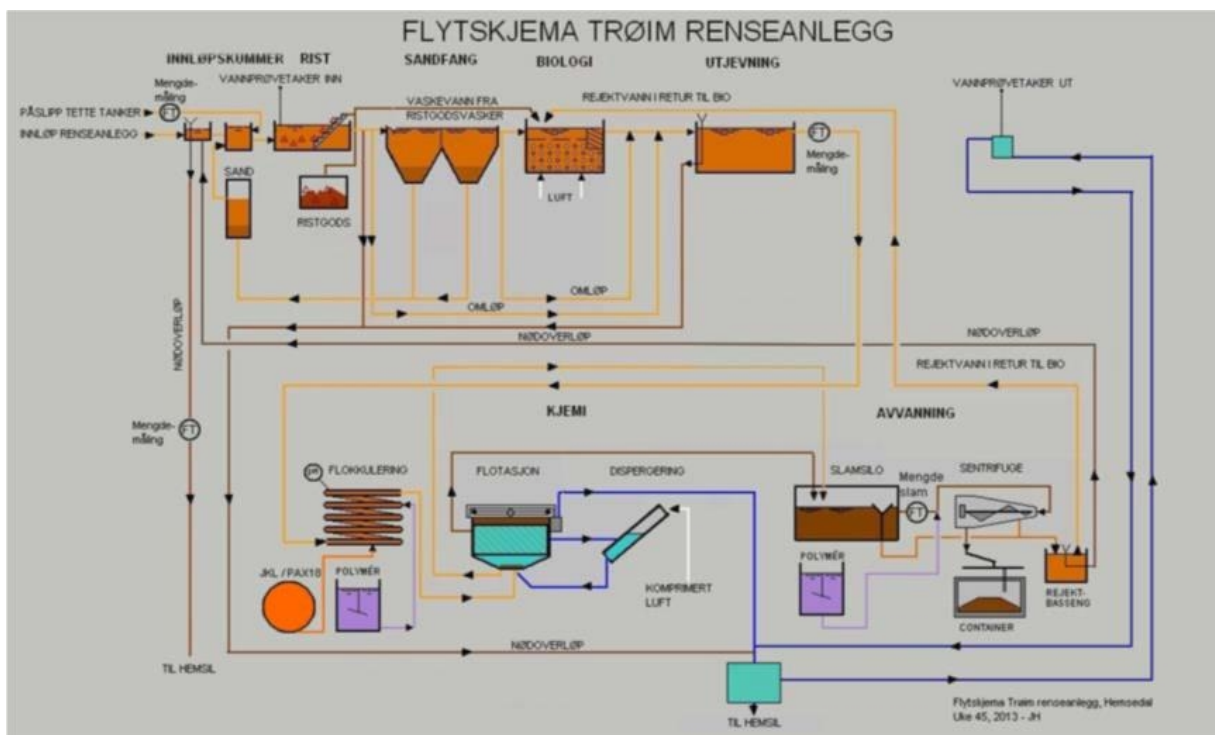 FLYTSKJEMA TRØIM RENSEANLEGG
INNLØPSKUMMER
RIST
SANDFANG
BIOLOGI
UTJEVNING
Mengde-
måling
VANNPRØVETAKER INN
VANNPRØVETAKER UT
PÅSLIPP TETTE TANKER
FT
VASKEVANN FRA
RISTGODSVASKER
REJEKTVANN I RETUR TIL BIO
INNLØP RENSEANLEGG
FT
Mengde-
måling
SAND
RISTGODS
LUFT
OMLØP
OMLØP
NØDOVERLØP
NØDOVERLØP
NØDOVERLØP
REJEKTVANN I RETUR TIL BIO
KJEMI
AVVANNING
Mengde-
måling
FT
pH
FLOKKULERING
FLOTASJON
DISPERGERING
SLAMSILO
Mengde
slam
FT
SENTRIFUGE
JKL / PAX18
POLYMÉR
KOMPRIMERT
LUFT
POLYMÉR
CONTAINER
REJEKT-
BASSENG
NØDOVERLØP
TIL HEMSIL
TIL HEMSIL
Flytskjema Trøim renseanlegg, Hemsedal
Uke 45, 2013 - JH